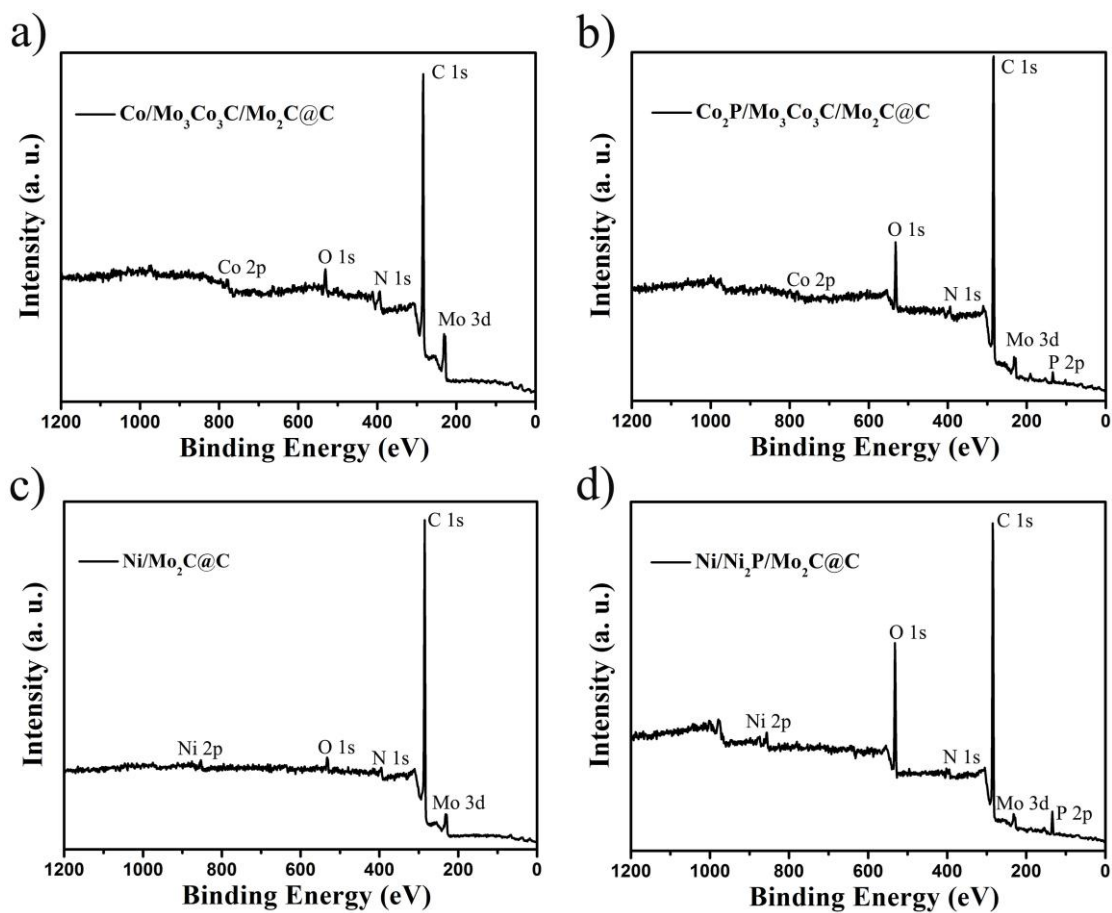 a)
C 1s
Co/Mo₃Co₃C/Mo₂C@C
O 1s
Co 2p
N 1s
Mo 3d
Intensity (a. u.)
1200 1000 800 600 400 200 0
Binding Energy (eV)
b)
C 1s
Co₂P/Mo₃Co₃C/Mo₂C@C
O 1s
Co 2p
N 1s
Mo 3d
P 2p
Intensity (a. u.)
1200 1000 800 600 400 200 0
Binding Energy (eV)
c)
C 1s
Ni/Mo₂C@C
Ni 2p
O 1s
N 1s
Mo 3d
Intensity (a. u.)
1200 1000 800 600 400 200 0
Binding Energy (eV)
d)
C 1s
Ni/Ni₂P/Mo₂C@C
O 1s
Ni 2p
N 1s
Mo 3d
P 2p
Intensity (a. u.)
1200 1000 800 600 400 200 0
Binding Energy (eV)